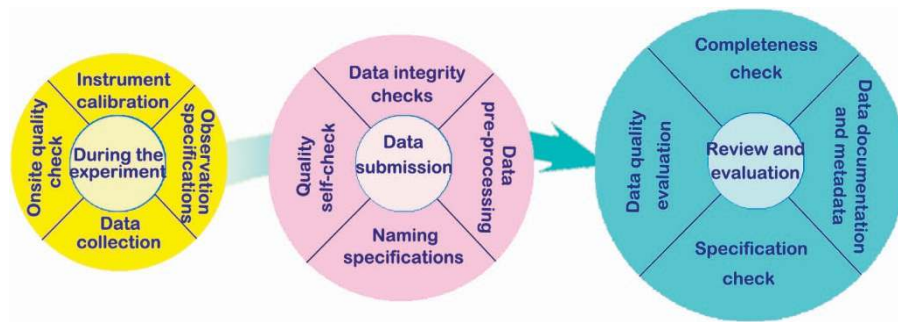 Instrument
calibration
Onsite quality
check
During the
experiment
Observation
specifications
Data
collection
Data integrity
checks
Quality
self-check
Data
submission
Data
pre-processing
Naming
specifications
Completeness
check
Data quality
evaluation
Review and
evaluation
Data documentation
and metadata
Specification
check